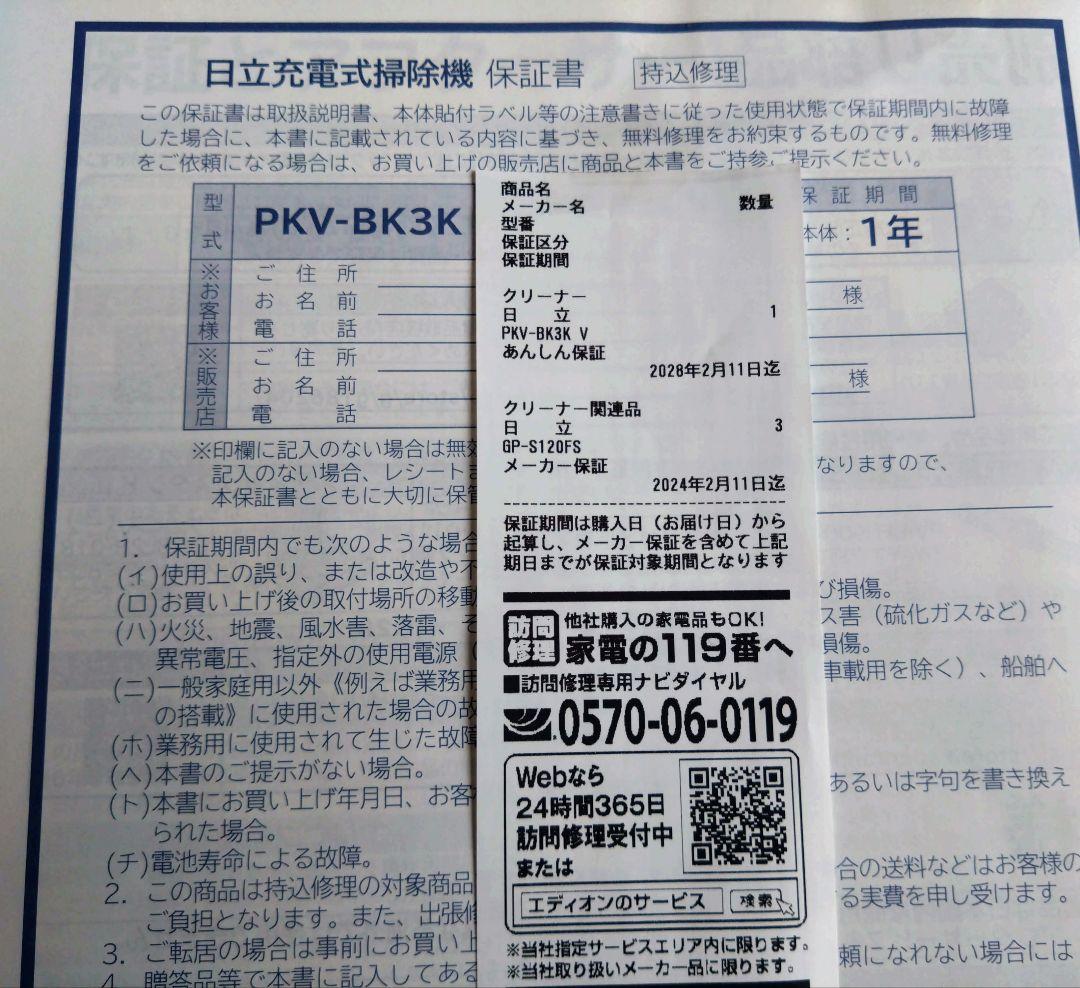 日立充電式掃除機 保証書 持込修理
この保証書は取扱説明書、本体貼付ラベル等の注意書きに従った使用状態で保証期間内に故障
した場合に、本書に記載されている内容に基づき、無料修理をお約束するものです。無料修理
をご依頼になる場合は、お買い上げの販売店に商品と本書をご持参ご提示ください。
型式 PKV-BK3K
保証期間
本体：1年
※お客様
ご住所
お名前 様
電話
※販売店
ご住所
お名前 様
電話
※印欄に記入のない場合は無効
記入のない場合、レシート なりますので、
本保証書とともに大切に保管
1. 保証期間内でも次のような場合
(イ)使用上の誤り、または改造や不 び損傷。
(ロ)お買い上げ後の取付場所の移動
(ハ)火災、地震、風水害、落雷、そ ス害（硫化ガスなど）や
異常電圧、指定外の使用電源（ 損傷。
(ニ)一般家庭用以外《例えば業務用 車載用を除く）、船舶へ
の搭載》に使用された場合の故
(ホ)業務用に使用されて生じた故障
(ヘ)本書のご提示がない場合。
(ト)本書にお買い上げ年月日、お客 あるいは字句を書き換え
られた場合。
(チ)電池寿命による故障。
2. この商品は持込修理の対象商品 合の送料などはお客様の
ご負担となります。また、出張修 る実費を申し受けます。
3. ご転居の場合は事前にお買い上 頼になれない場合には
4. 贈答品等で本書に記入してある
商品名
メーカー名 数量
型番
保証区分
保証期間
クリーナー
日 立 1
PKV-BK3K V
あんしん保証
2028年2月11日迄
クリーナー関連品
日 立 3
GP-S120FS
メーカー保証
2024年2月11日迄
保証期間は購入日（お届け日）から
起算し、メーカー保証を含めて上記
期日までが保証対象期間となります
訪問修理 他社購入の家電品もOK!
家電の119番へ
■訪問修理専用ナビダイヤル
0570-06-0119
Webなら
24時間365日
訪問修理受付中
または
エディオンのサービス 検索
※当社指定サービスエリア内に限ります。
※当社取り扱いメーカー品に限ります。